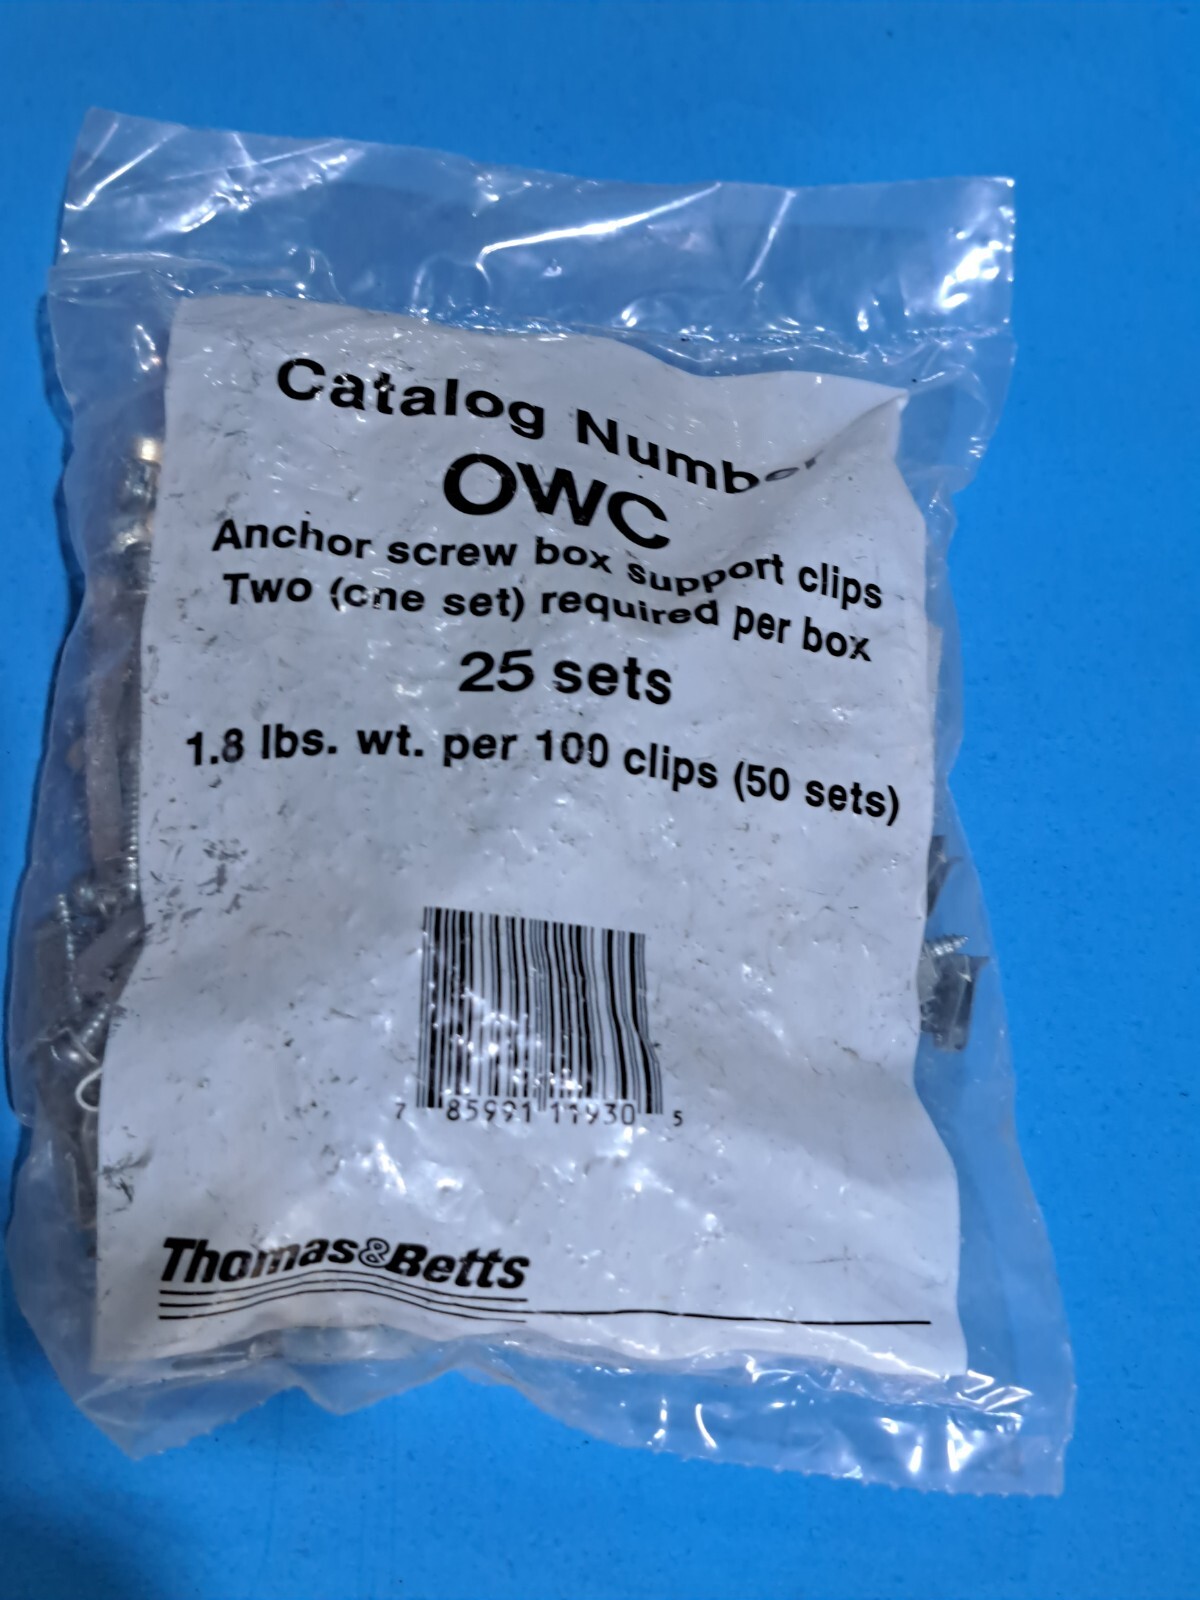 Catalog Number
OWC
Anchor screw box support clips
Two (one set) required per box
25 sets
1.8 lbs. wt. per 100 clips (50 sets)
7 85991 11930 5
Thomas&Betts